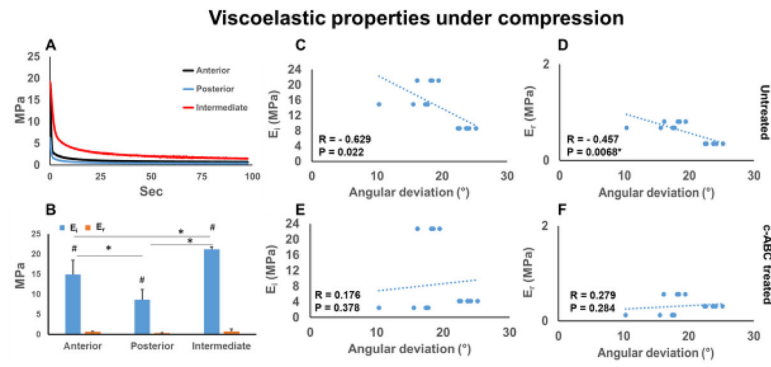 Viscoelastic properties under compression
A
25
20
15
10
5
0
MPa
Anterior
Posterior
Intermediate
0
25
50
75
100
Sec
B
Ei
Er
30
25
20
15
10
5
0
MPa
#
*
#
*
*
#
Anterior
Posterior
Intermediate
C
24
20
16
12
8
4
0
Ei (MPa)
R = - 0.629
P = 0.022
0
10
20
30
Angular deviation (°)
D
2
1
0
Er (MPa)
R = - 0.457
P = 0.0068*
0
10
20
30
Angular deviation (°)
Untreated
E
24
20
16
12
8
4
0
Ei (MPa)
R = 0.176
P = 0.378
0
10
20
30
Angular deviation (°)
F
2
0
Er (MPa)
R = 0.279
P = 0.284
0
10
20
30
Angular deviation (°)
c-ABC treated